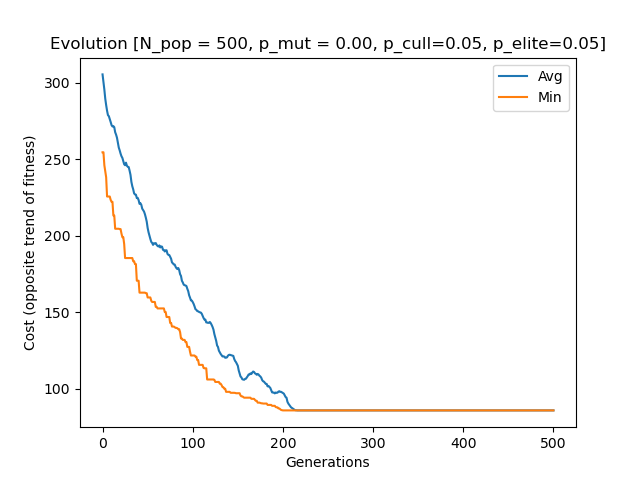 Evolution [N_pop = 500, p_mut = 0.00, p_cull=0.05, p_elite=0.05]
Avg
Min
Cost (opposite trend of fitness)
300
250
200
150
100
0 100 200 300 400 500
Generations